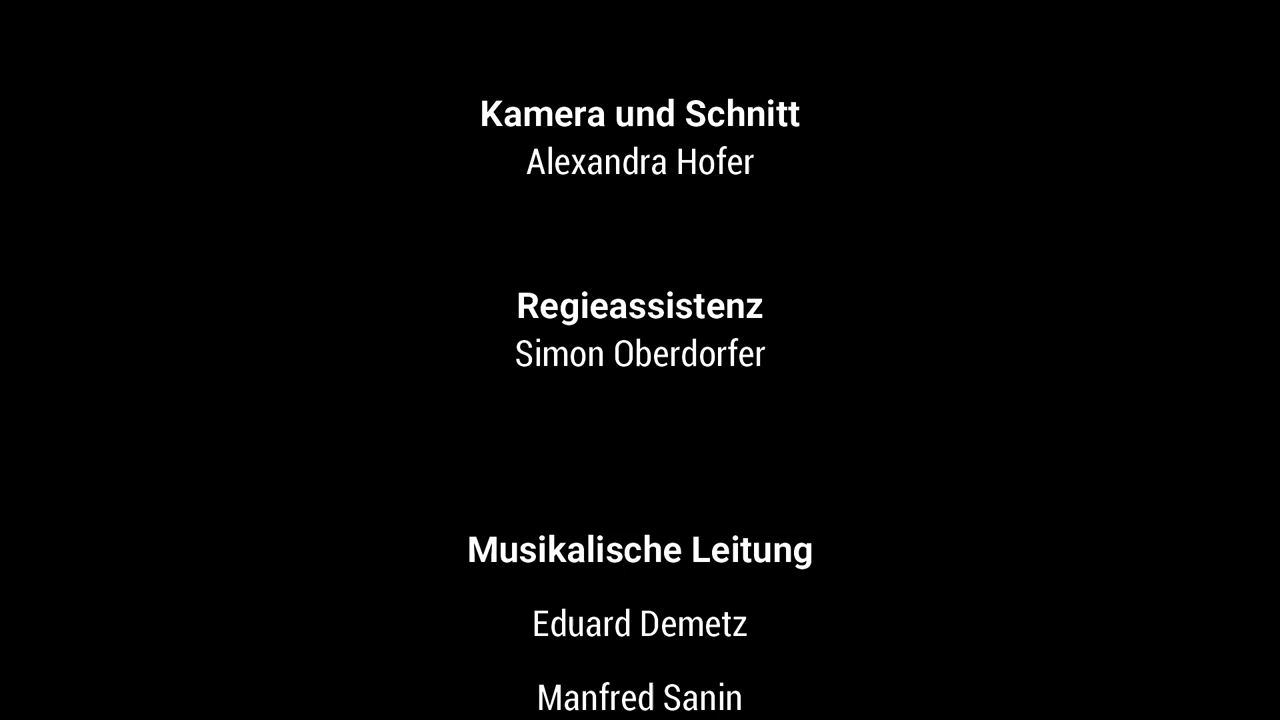 Kamera und Schnitt
Alexandra Hofer
Regieassistenz
Simon Oberdorfer
Musikalische Leitung
Eduard Demetz
Manfred Sanin